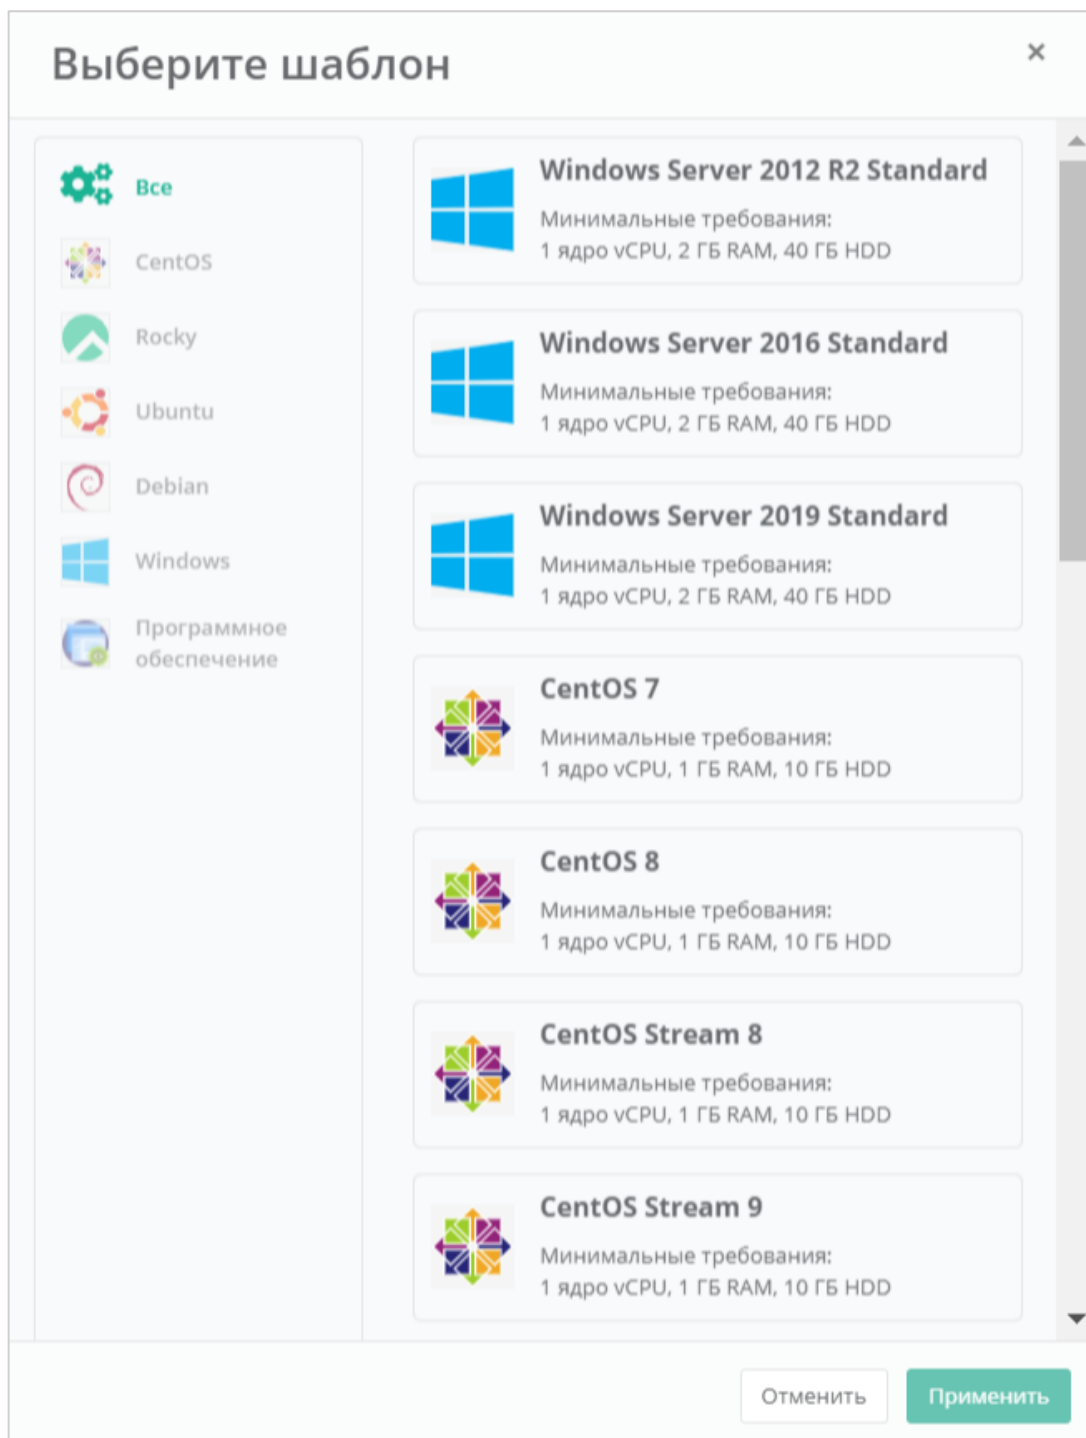 Выберите шаблон
×
Все
CentOS
Rocky
Ubuntu
Debian
Windows
Программное
обеспечение
Windows Server 2012 R2 Standard
Минимальные требования:
1 ядро vCPU, 2 ГБ RAM, 40 ГБ HDD
Windows Server 2016 Standard
Минимальные требования:
1 ядро vCPU, 2 ГБ RAM, 40 ГБ HDD
Windows Server 2019 Standard
Минимальные требования:
1 ядро vCPU, 2 ГБ RAM, 40 ГБ HDD
CentOS 7
Минимальные требования:
1 ядро vCPU, 1 ГБ RAM, 10 ГБ HDD
CentOS 8
Минимальные требования:
1 ядро vCPU, 1 ГБ RAM, 10 ГБ HDD
CentOS Stream 8
Минимальные требования:
1 ядро vCPU, 1 ГБ RAM, 10 ГБ HDD
CentOS Stream 9
Минимальные требования:
1 ядро vCPU, 1 ГБ RAM, 10 ГБ HDD
Отменить
Применить